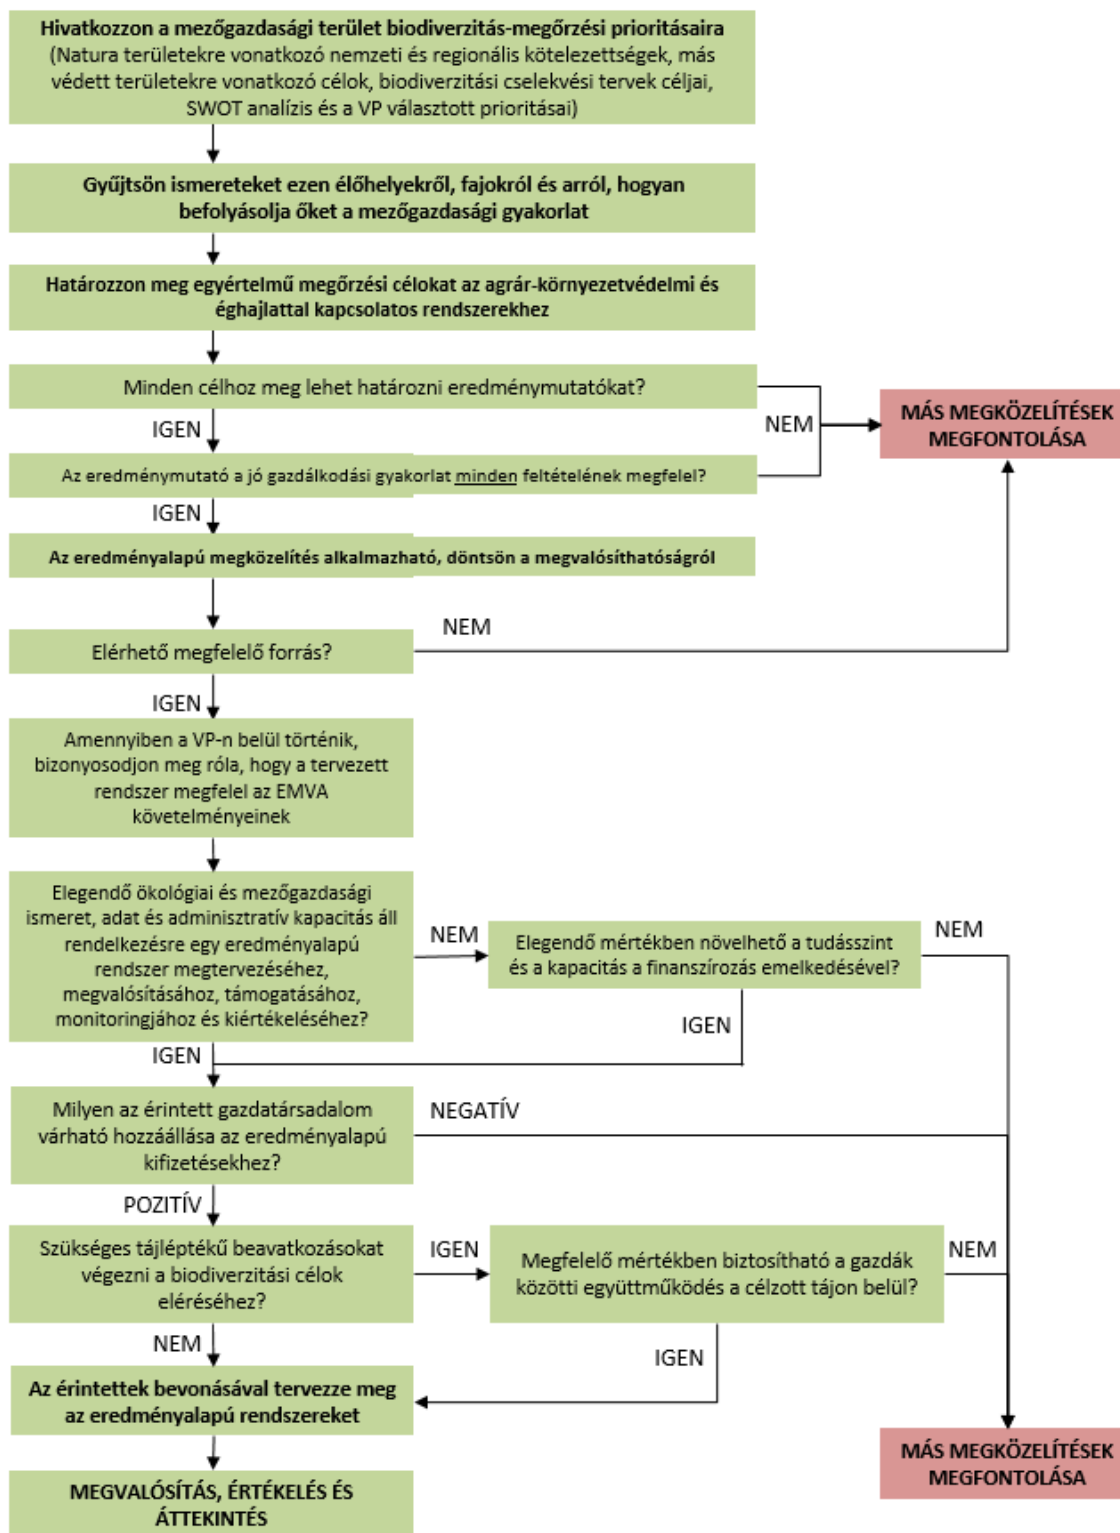 Hivatkozzon a mezőgazdasági terület biodiverzitás-megőrzési prioritásaira
(Natura területekre vonatkozó nemzeti és regionális kötelezettségek, más
védett területekre vonatkozó célok, biodiverzitási cselekvési tervek céljai,
SWOT analízis és a VP választott prioritásai)
Gyűjtsön ismereteket ezen élőhelyekről, fajokról és arról, hogyan
befolyásolja őket a mezőgazdasági gyakorlat
Határozzon meg egyértelmű megőrzési célokat az agrár-környezetvédelmi és
éghajlattal kapcsolatos rendszerekhez
Minden célhoz meg lehet határozni eredménymutatókat?
NEM
MÁS MEGKÖZELÍTÉSEK
MEGFONTOLÁSA
IGEN
Az eredménymutató a jó gazdálkodási gyakorlat minden feltételének megfelel?
IGEN
Az eredményalapú megközelítés alkalmazható, döntsön a megvalósíthatóságról
Elérhető megfelelő forrás?
NEM
IGEN
Amennyiben a VP-n belül történik,
bizonyosodjon meg róla, hogy a tervezett
rendszer megfelel az EMVA
követelményeinek
Elegendő ökológiai és mezőgazdasági
ismeret, adat és adminisztratív kapacitás áll
rendelkezésre egy eredményalapú
rendszer megtervezéséhez,
megvalósításához, támogatásához,
monitoringjához és kiértékeléséhez?
NEM
Elegendő mértékben növelhető a tudásszint
és a kapacitás a finanszírozás emelkedésével?
NEM
IGEN
IGEN
Milyen az érintett gazdatársadalom
várható hozzáállása az eredményalapú
kifizetésekhez?
NEGATÍV
POZITÍV
Szükséges tájléptékű beavatkozásokat
végezni a biodiverzitási célok
eléréséhez?
IGEN
Megfelelő mértékben biztosítható a gazdák
közötti együttműködés a célzott tájon belül?
NEM
NEM
IGEN
Az érintettek bevonásával tervezze meg
az eredményalapú rendszereket
MÁS MEGKÖZELÍTÉSEK
MEGFONTOLÁSA
MEGVALÓSÍTÁS, ÉRTÉKELÉS ÉS
ÁTTEKINTÉS